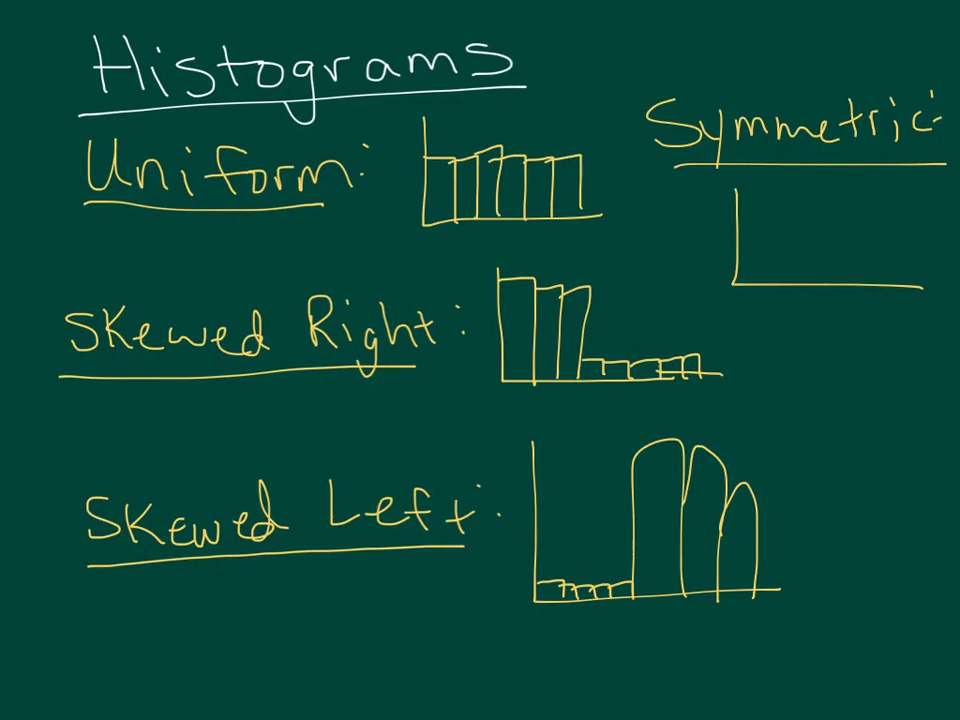 Histograms
Uniform:
Symmetric:
Skewed Right:
Skewed Left: